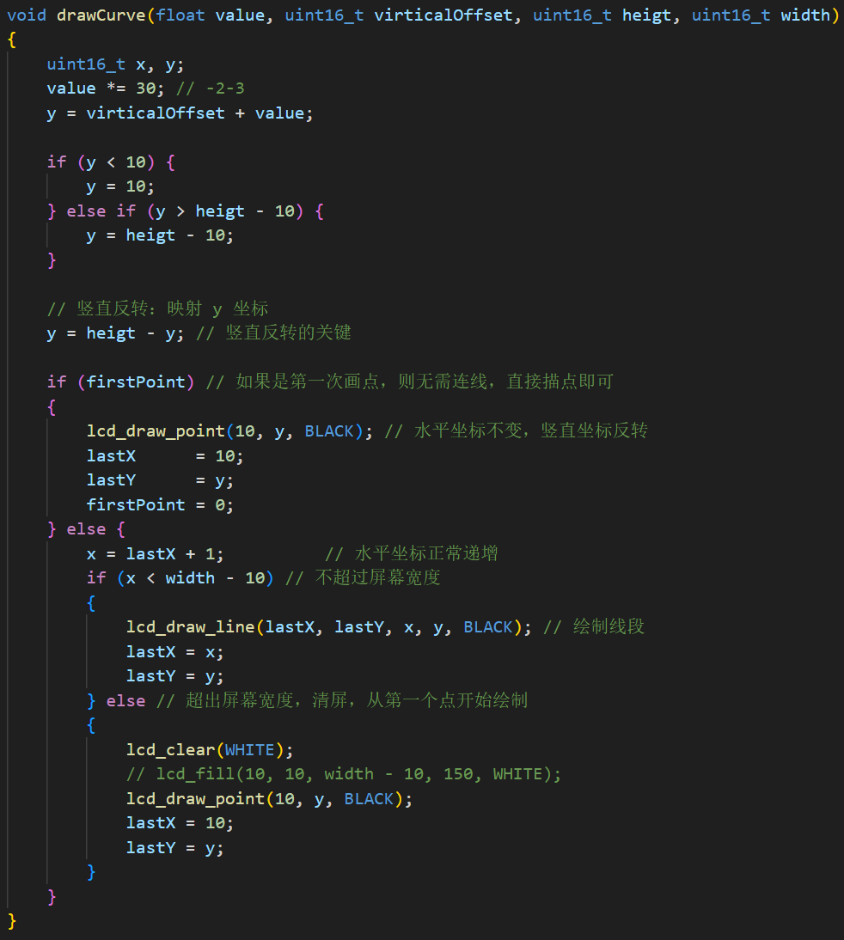 void drawCurve(float value, uint16_t virticalOffset, uint16_t heigt, uint16_t width)
{
    uint16_t x, y;
    value *= 30; // -2-3
    y = virticalOffset + value;

    if (y < 10) {
        y = 10;
    } else if (y > heigt - 10) {
        y = heigt - 10;
    }

    // 竖直反转：映射 y 坐标
    y = heigt - y; // 竖直反转的关键

    if (firstPoint) // 如果是第一次画点，则无需连线，直接描点即可
    {
        lcd_draw_point(10, y, BLACK); // 水平坐标不变，竖直坐标反转
        lastX      = 10;
        lastY      = y;
        firstPoint = 0;
    } else {
        x = lastX + 1;          // 水平坐标正常递增
        if (x < width - 10) // 不超过屏幕宽度
        {
            lcd_draw_line(lastX, lastY, x, y, BLACK); // 绘制线段
            lastX = x;
            lastY = y;
        } else // 超出屏幕宽度，清屏，从第一个点开始绘制
        {
            lcd_clear(WHITE);
            // lcd_fill(10, 10, width - 10, 150, WHITE);
            lcd_draw_point(10, y, BLACK);
            lastX = 10;
            lastY = y;
        }
    }
}